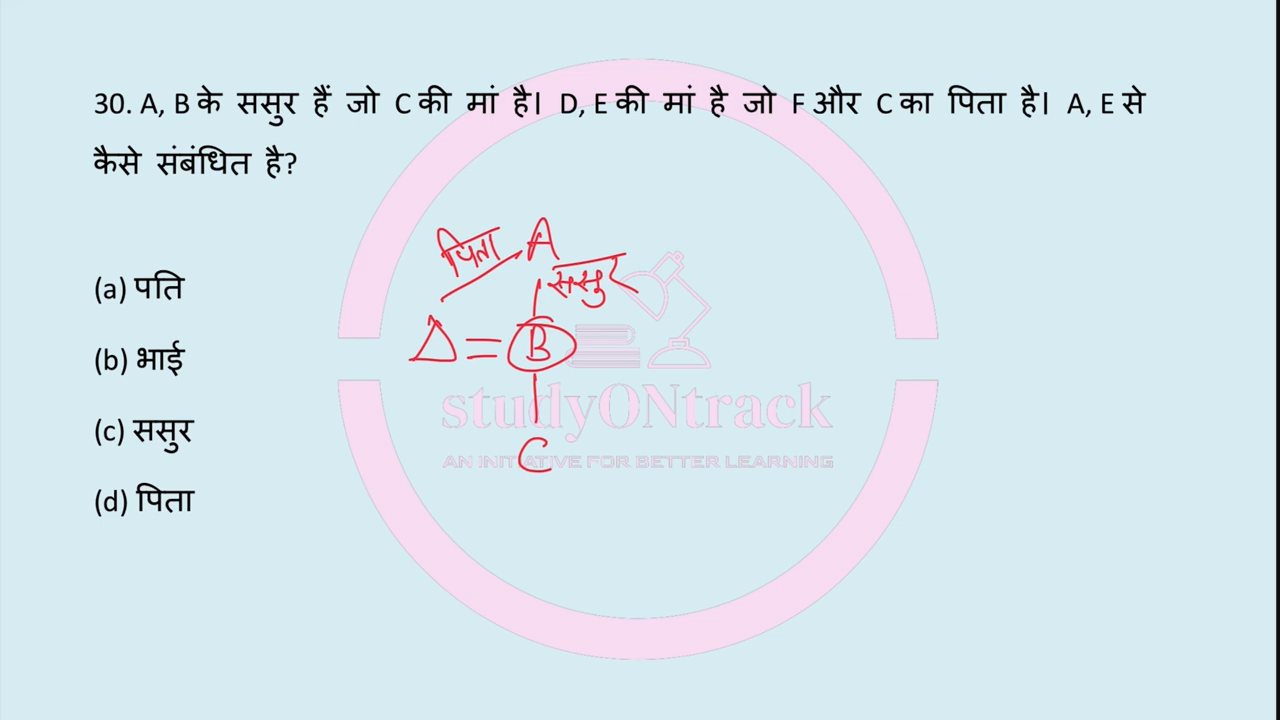 30. A, B के ससुर हैं जो C की मां है। D, E की मां है जो F और C का पिता है। A, E से
कैसे संबंधित है?
(a) पति
(b) भाई
(c) ससुर
(d) पिता
पिता A
ससुर
Δ = B
C
studyONtrack
AN INITIATIVE FOR BETTER LEARNING